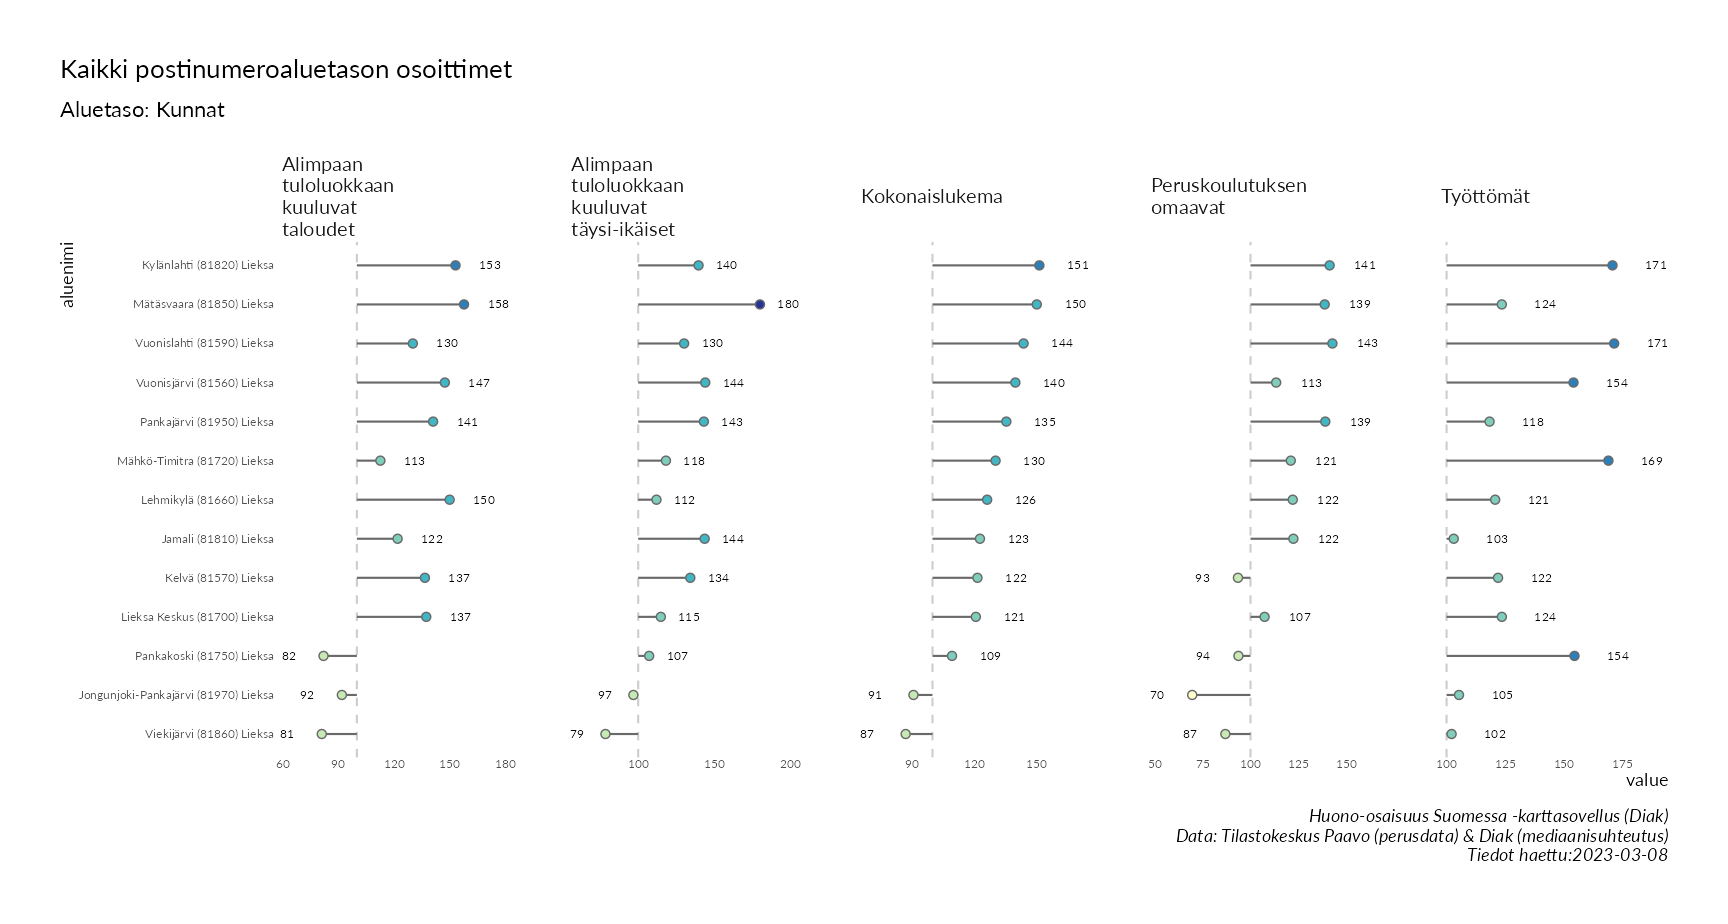 Kaikki postinumeroaluetason osoittimet
Aluetaso: Kunnat
Alimpaan
tuloluokkaan
kuuluvat
taloudet
Alimpaan
tuloluokkaan
kuuluvat
täysi-ikäiset
Kokonaislukema
Peruskoulutuksen
omaavat
Työttömät
aluenimi
Kylänlahti (81820) Lieksa 153 140 151 141 171
Mätäsvaara (81850) Lieksa 158 180 150 139 124
Vuonislahti (81590) Lieksa 130 130 144 143 171
Vuonisjärvi (81560) Lieksa 147 144 140 113 154
Pankajärvi (81950) Lieksa 141 143 135 139 118
Mähkö-Timitra (81720) Lieksa 113 118 130 121 169
Lehmikylä (81660) Lieksa 150 112 126 122 121
Jamali (81810) Lieksa 122 144 123 122 103
Kelvä (81570) Lieksa 137 134 122 93 122
Lieksa Keskus (81700) Lieksa 137 115 121 107 124
Pankakoski (81750) Lieksa 82 107 109 94 154
Jongunjoki-Pankajärvi (81970) Lieksa 92 97 91 70 105
Viekijärvi (81860) Lieksa 81 79 87 87 102
60 90 120 150 180 100 150 200 90 120 150 50 75 100 125 150 100 125 150 175
value
Huono-osaisuus Suomessa -karttasovellus (Diak)
Data: Tilastokeskus Paavo (perusdata) & Diak (mediaanisuhteutus)
Tiedot haettu:2023-03-08